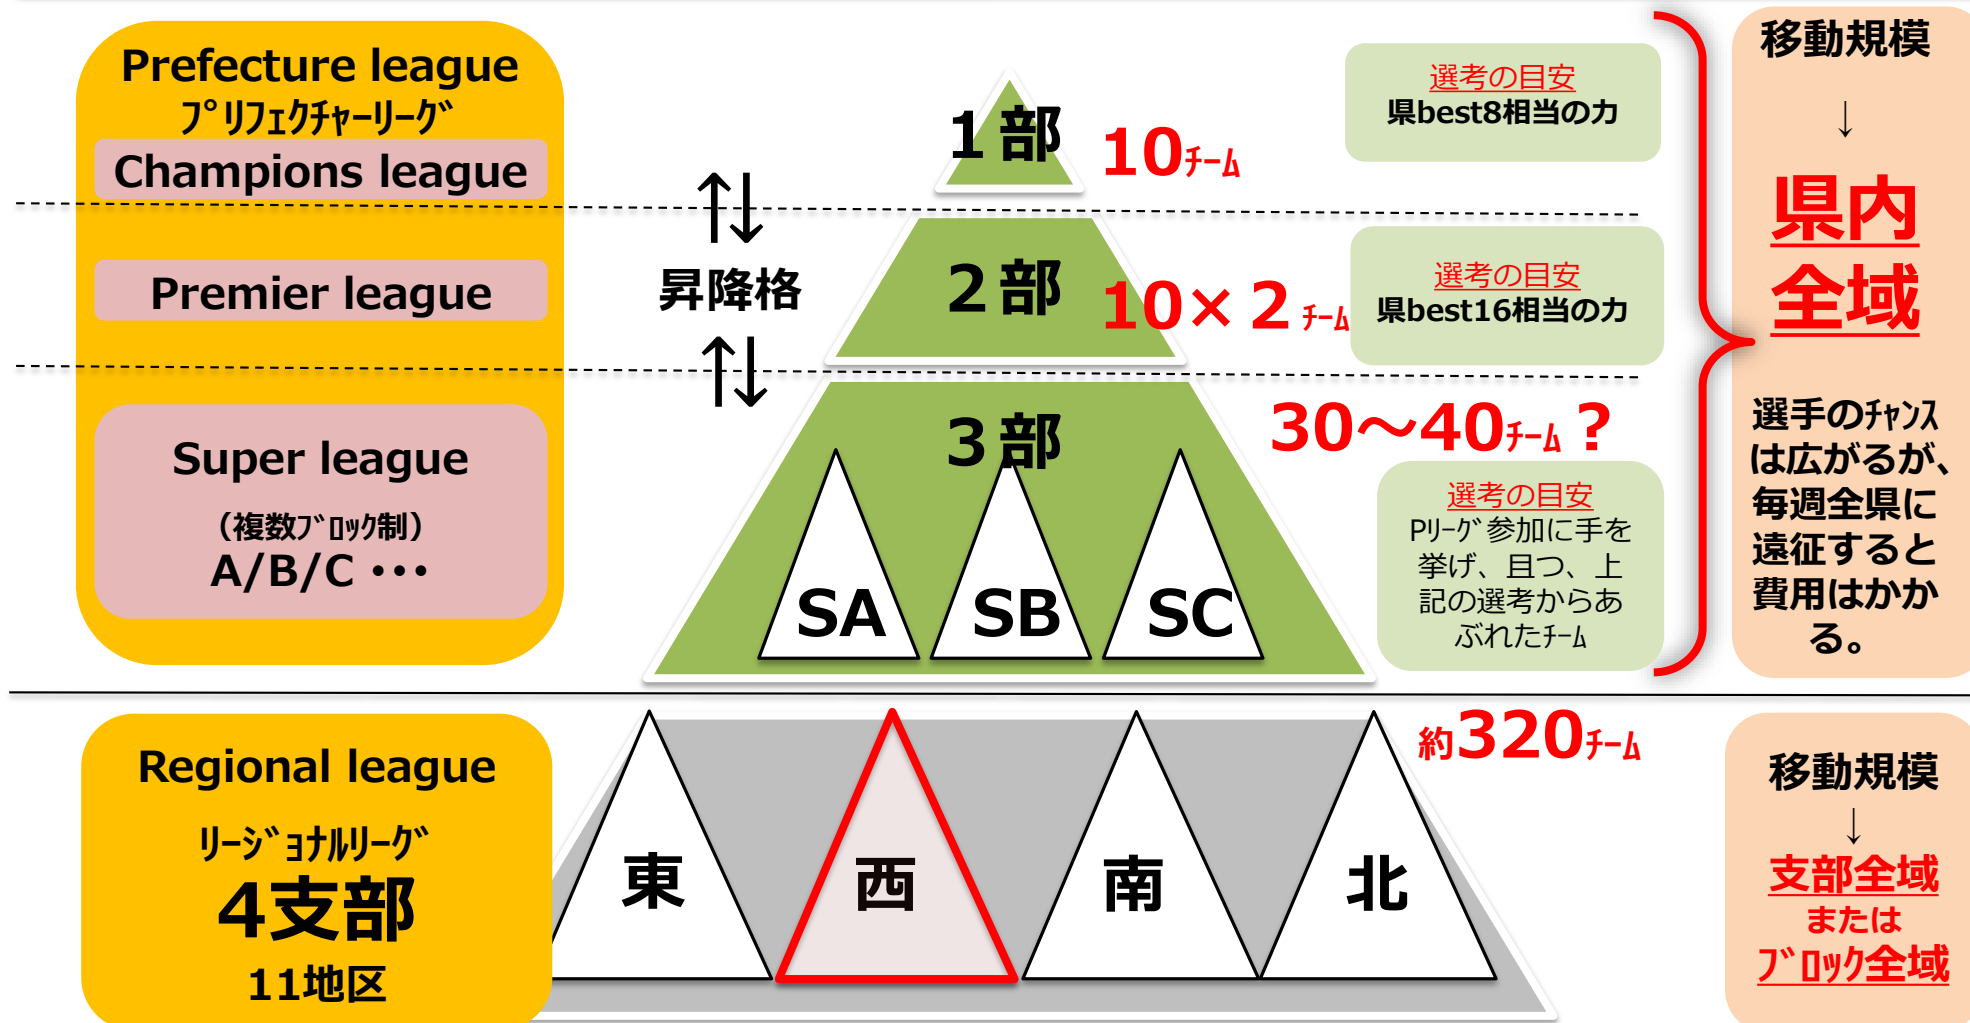 Prefecture league
ﾌﾟﾘﾌｪｸﾁｬｰﾘｰｸﾞ
Champions league
Premier league
Super league
（複数ﾌﾞﾛｯｸ制）
A/B/C・・・
↑↓
昇降格
↑↓
１部
10ﾁｰﾑ
２部
10×２ﾁｰﾑ
３部
30～40ﾁｰﾑ？
SA
SB
SC
選考の目安
県best8相当の力
選考の目安
県best16相当の力
選考の目安
Pﾘｰｸﾞ参加に手を
挙げ、且つ、上
記の選考からあ
ぶれたﾁｰﾑ
移動規模
↓
県内
全域
選手のﾁｬﾝｽ
は広がるが、
毎週全県に
遠征すると
費用はかか
る。
Regional league
ﾘｰｼﾞｮﾅﾙﾘｰｸﾞ
4支部
11地区
東
西
南
北
約320ﾁｰﾑ
移動規模
↓
支部全域
または
ﾌﾞﾛｯｸ全域